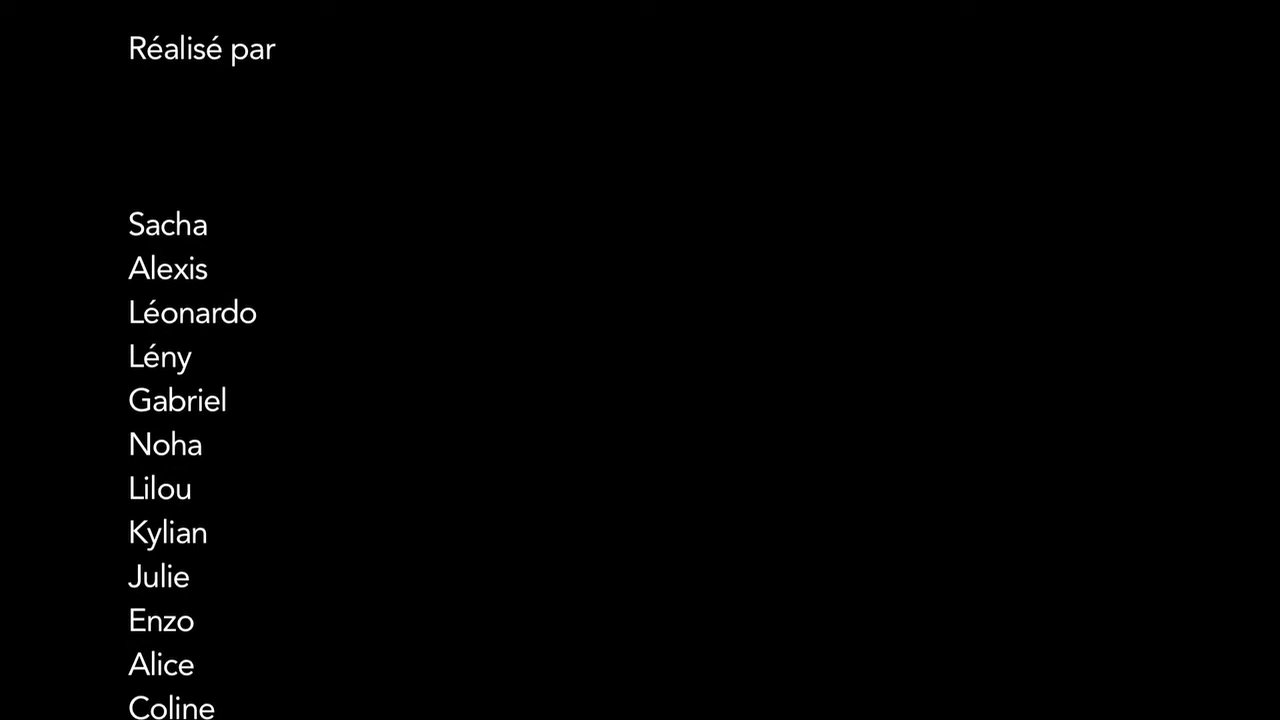 Réalisé par
Sacha
Alexis
Léonardo
Lény
Gabriel
Noha
Lilou
Kylian
Julie
Enzo
Alice
Coline